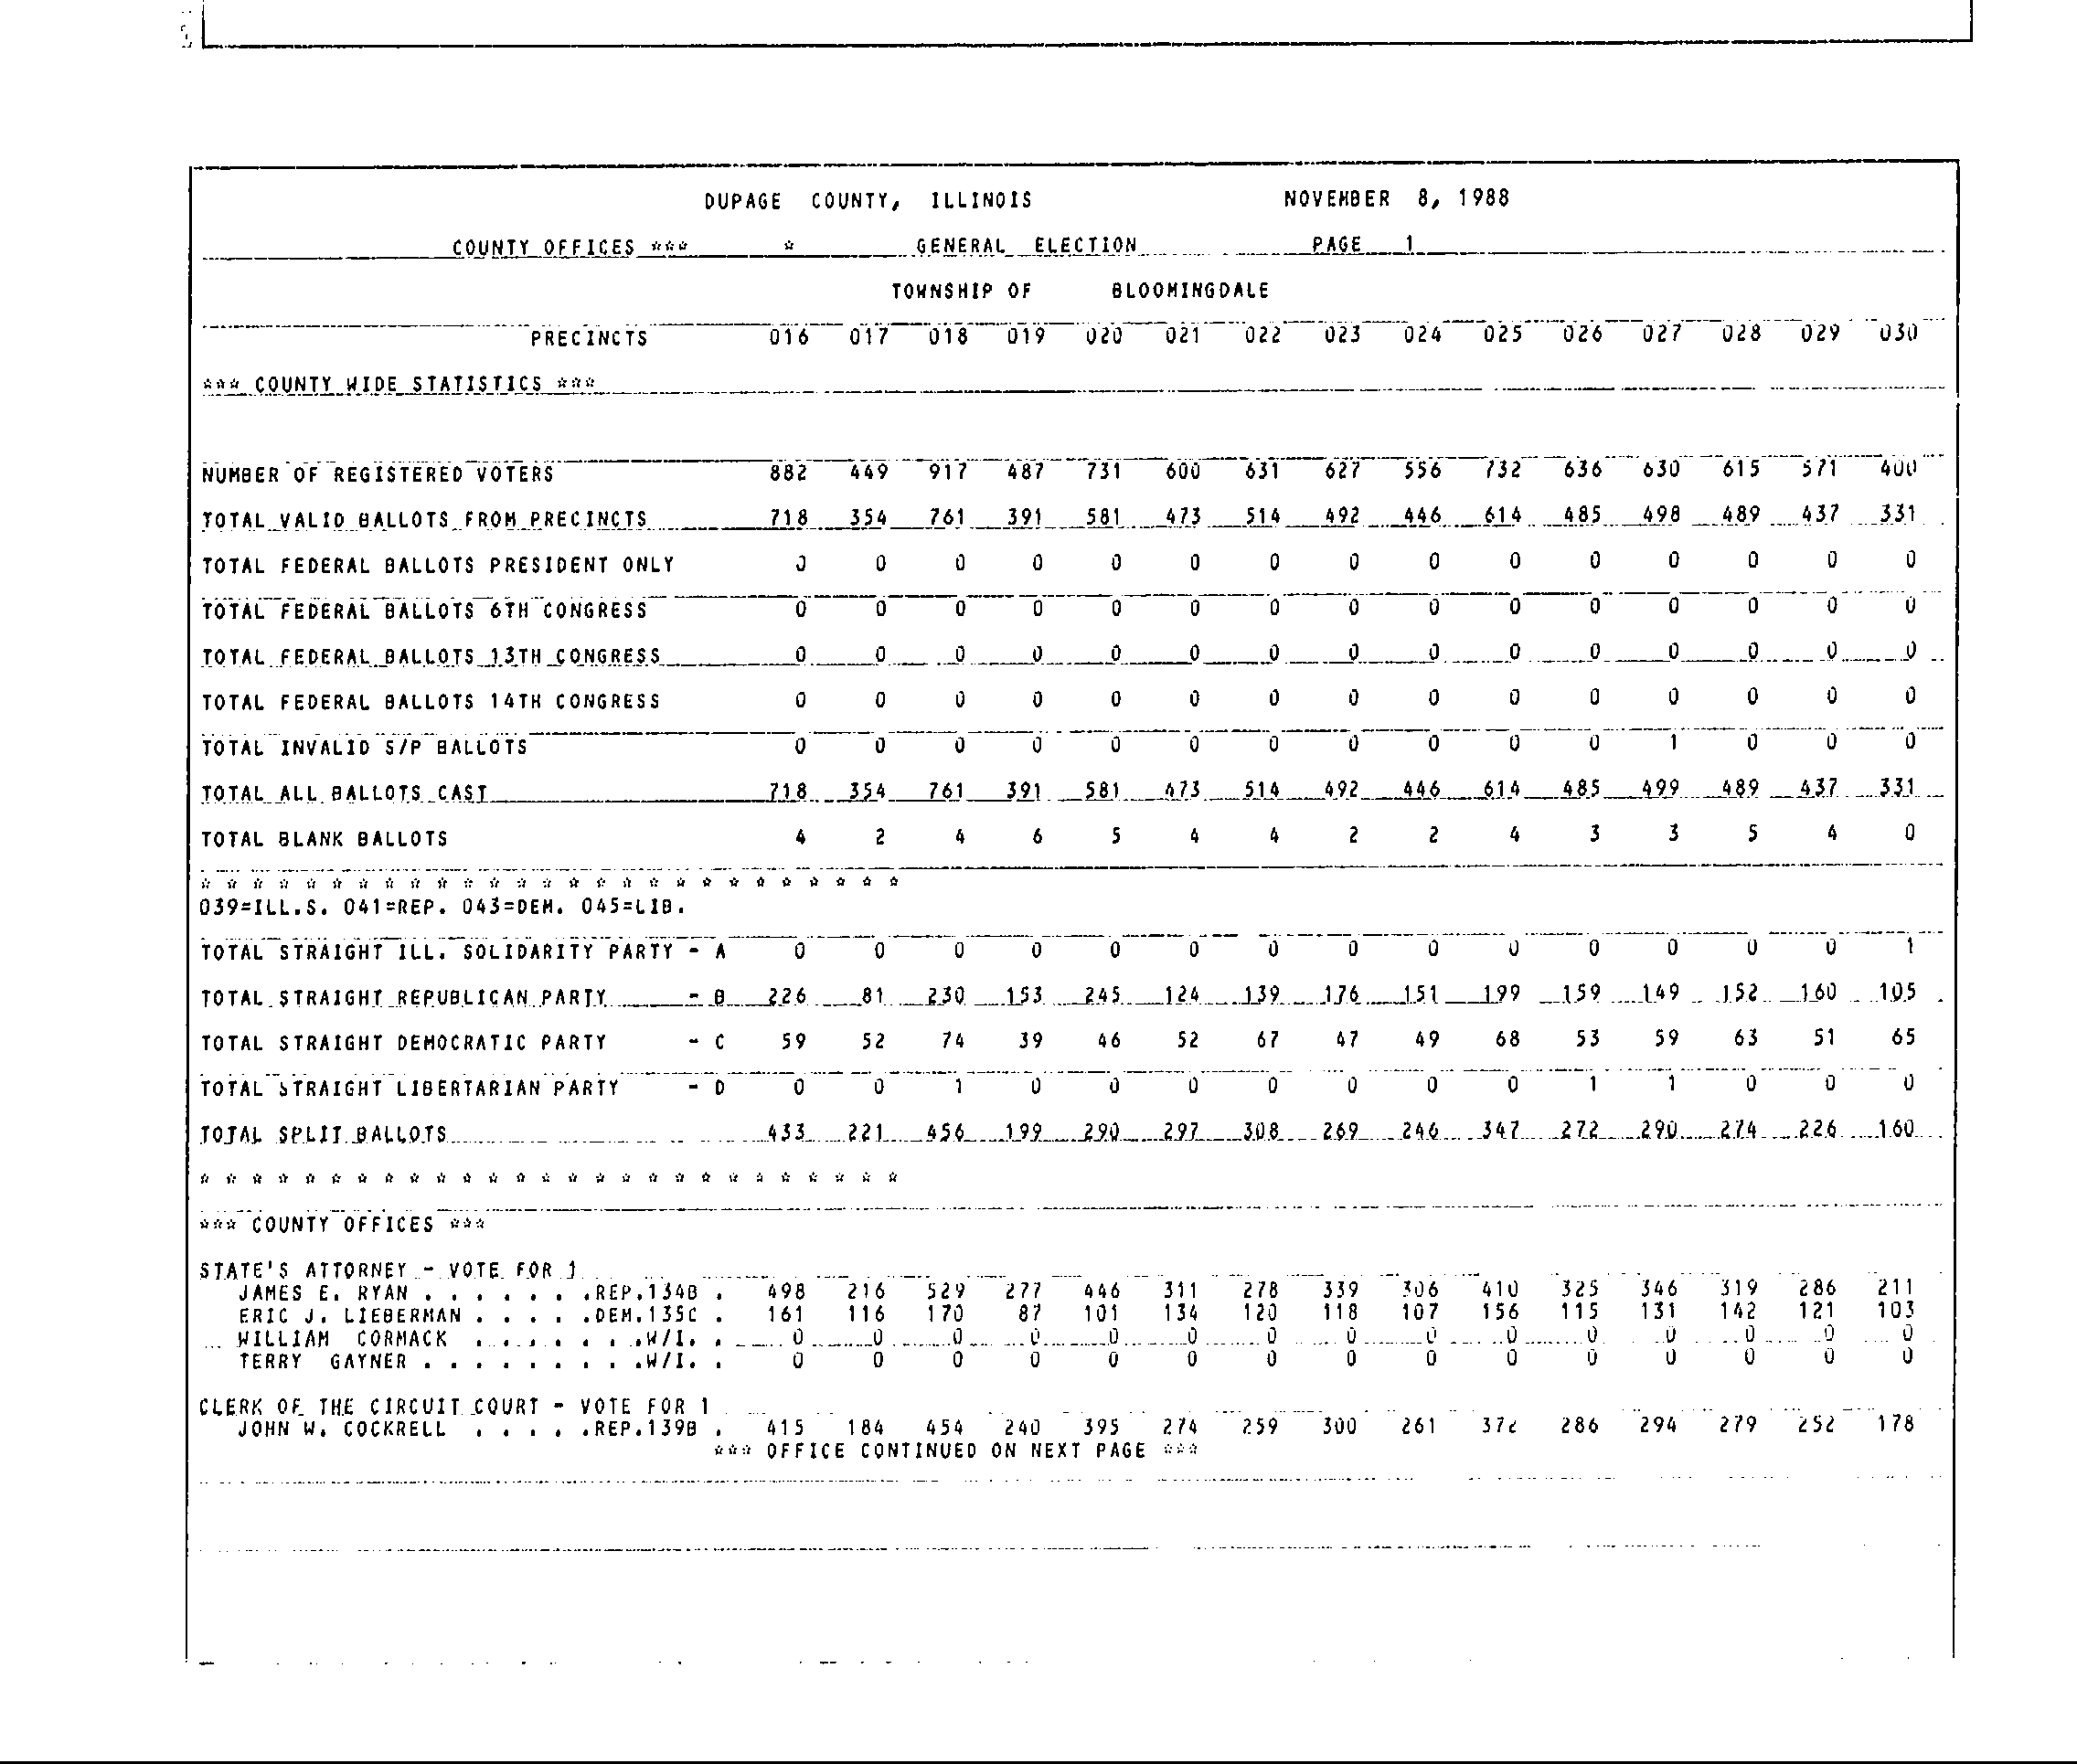 DUPAGE COUNTY, ILLINOIS NOVEMBER 8, 1988
COUNTY OFFICES *** * GENERAL ELECTION PAGE 1
TOWNSHIP OF BLOOMINGDALE
PRECINCTS 016 017 018 019 020 021 022 023 024 025 026 027 028 029 030
*** COUNTY WIDE STATISTICS ***
NUMBER OF REGISTERED VOTERS 882 449 917 487 731 600 631 627 556 732 636 630 615 571 400
TOTAL VALID BALLOTS FROM PRECINCTS 718 354 761 391 581 473 514 492 446 614 485 498 489 437 331
TOTAL FEDERAL BALLOTS PRESIDENT ONLY 0 0 0 0 0 0 0 0 0 0 0 0 0 0 0
TOTAL FEDERAL BALLOTS 6TH CONGRESS 0 0 0 0 0 0 0 0 0 0 0 0 0 0 0
TOTAL FEDERAL BALLOTS 13TH CONGRESS 0 0 0 0 0 0 0 0 0 0 0 0 0 0 0
TOTAL FEDERAL BALLOTS 14TH CONGRESS 0 0 0 0 0 0 0 0 0 0 0 0 0 0 0
TOTAL INVALID S/P BALLOTS 0 0 0 0 0 0 0 0 0 0 0 1 0 0 0
TOTAL ALL BALLOTS CAST 718 354 761 391 581 473 514 492 446 614 485 499 489 437 331
TOTAL BLANK BALLOTS 4 2 4 6 5 4 4 2 2 4 3 3 5 4 0
* * * * * * * * * * * * * * * * * * * * * * * * * * *
039=ILL.S. 041=REP. 043=DEM. 045=LIB.
TOTAL STRAIGHT ILL. SOLIDARITY PARTY - A 0 0 0 0 0 0 0 0 0 0 0 0 0 0 1
TOTAL STRAIGHT REPUBLICAN PARTY - B 226 81 230 153 245 124 139 176 151 199 159 149 152 160 105
TOTAL STRAIGHT DEMOCRATIC PARTY - C 59 52 74 39 46 52 67 47 49 68 53 59 63 51 65
TOTAL STRAIGHT LIBERTARIAN PARTY - D 0 0 1 0 0 0 0 0 0 0 1 1 0 0 0
TOTAL SPLIT BALLOTS 433 221 456 199 290 297 308 269 246 347 272 290 274 226 160
* * * * * * * * * * * * * * * * * * * * * * * * * * *
*** COUNTY OFFICES ***
STATE'S ATTORNEY - VOTE FOR 1
JAMES E. RYAN . . . . . . .REP.134B . 498 216 529 277 446 311 278 339 306 410 325 346 319 286 211
ERIC J. LIEBERMAN . . . . .DEM.135C . 161 116 170 87 101 134 120 118 107 156 115 131 142 121 103
WILLIAM CORMACK . . . . . . .W/I. . 0 0 0 0 0 0 0 0 0 0 0 0 0 0 0
TERRY GAYNER . . . . . . . . .W/I. . 0 0 0 0 0 0 0 0 0 0 0 0 0 0 0
CLERK OF THE CIRCUIT COURT - VOTE FOR 1
JOHN W. COCKRELL . . . . .REP.139B . 415 184 454 240 395 274 259 300 261 372 286 294 279 252 178
*** OFFICE CONTINUED ON NEXT PAGE ***